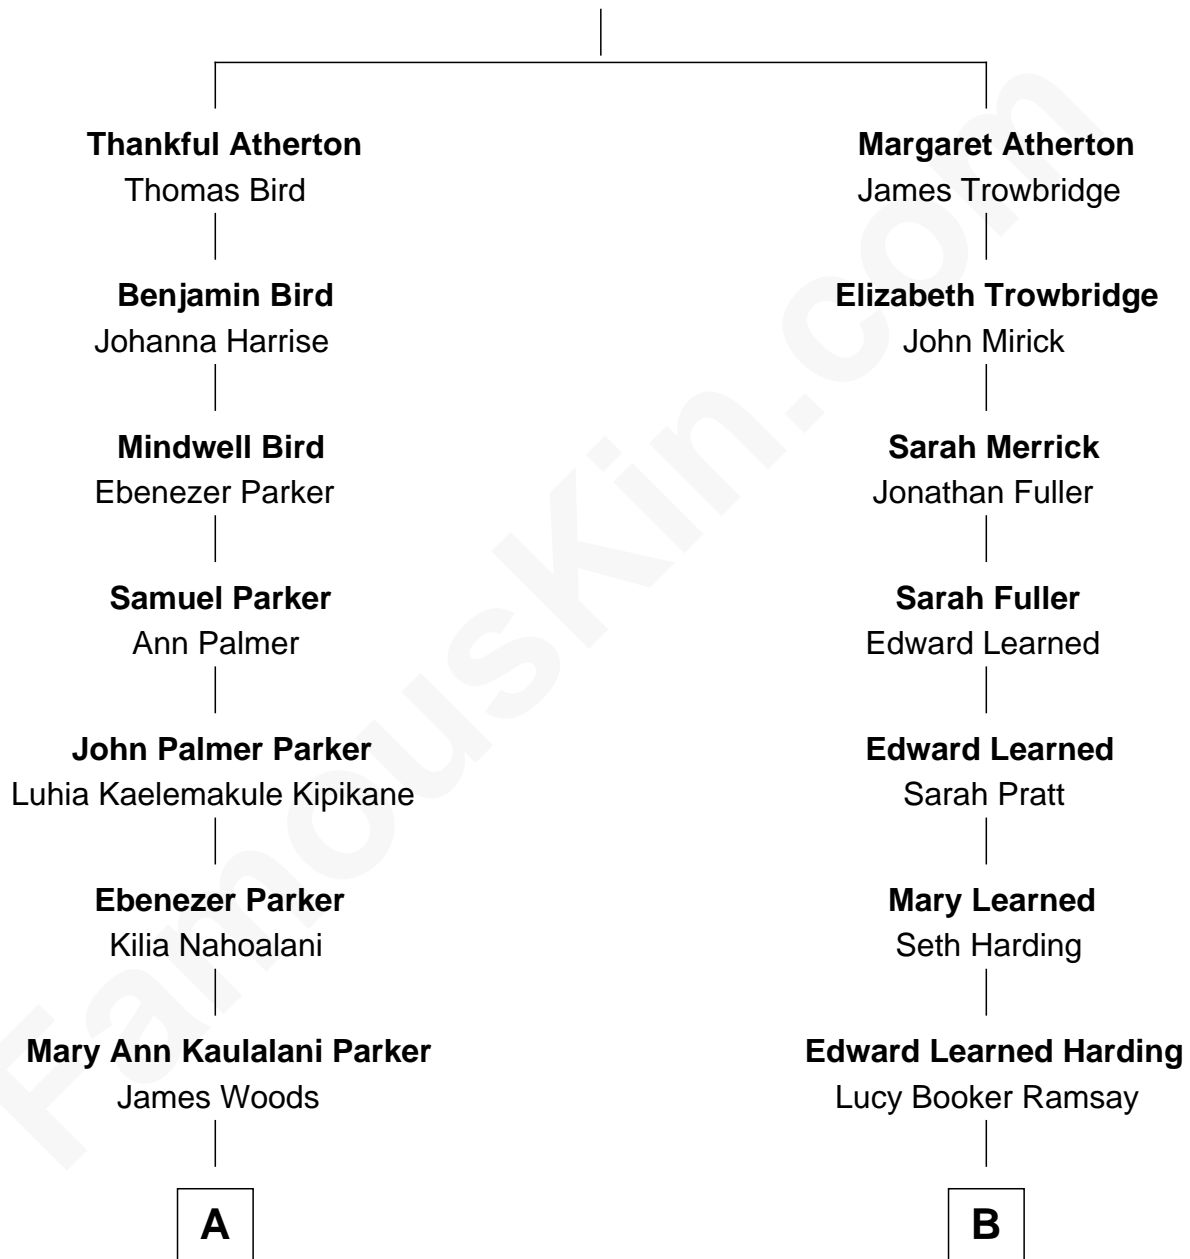 Thankful Atherton
Thomas Bird
Benjamin Bird
Johanna Harrise
Mindwell Bird
Ebenezer Parker
Samuel Parker
Ann Palmer
John Palmer Parker
Luhia Kaelemakule Kipikane
Ebenezer Parker
Kilia Nahoalani
Mary Ann Kaulalani Parker
James Woods
A
Margaret Atherton
James Trowbridge
Elizabeth Trowbridge
John Mirick
Sarah Merrick
Jonathan Fuller
Sarah Fuller
Edward Learned
Edward Learned
Sarah Pratt
Mary Learned
Seth Harding
Edward Learned Harding
Lucy Booker Ramsay
B
FamousKin.com